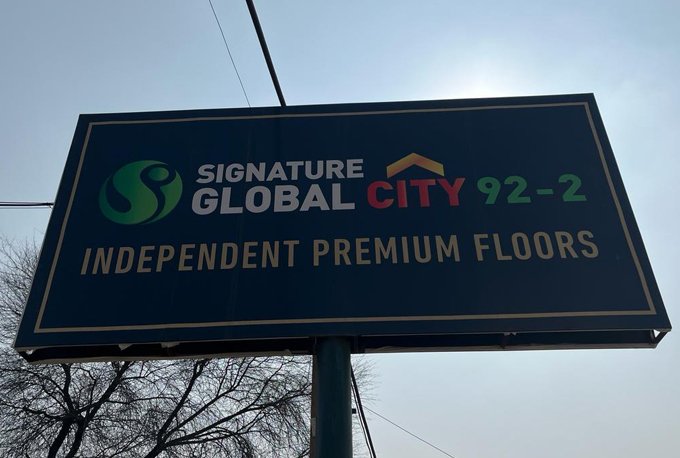 SIGNATURE
GLOBAL CITY 92-2
INDEPENDENT PREMIUM FLOORS